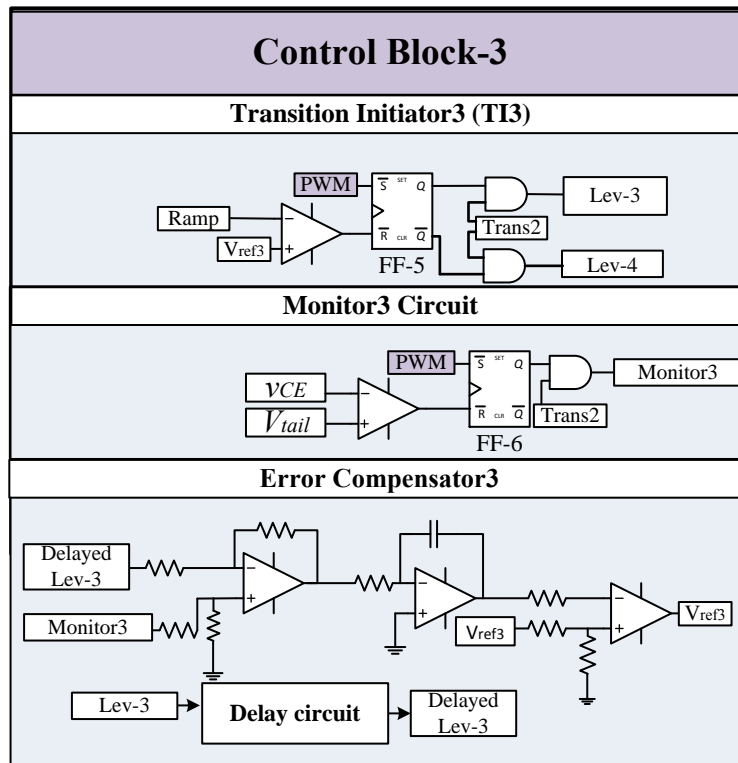 Control Block-3
Transition Initiator3 (TI3)
PWM
S SET Q
Ramp
−
Lev-3
Vref3
+
R CLR Q
Trans2
FF-5
Lev-4
Monitor3 Circuit
PWM
S SET Q
Monitor3
vCE
−
Vtail
+
R CLR Q
Trans2
FF-6
Error Compensator3
Delayed
Lev-3
−
+
−
+
−
+
Vref3
Monitor3
Vref3
Lev-3
Delay circuit
Delayed
Lev-3